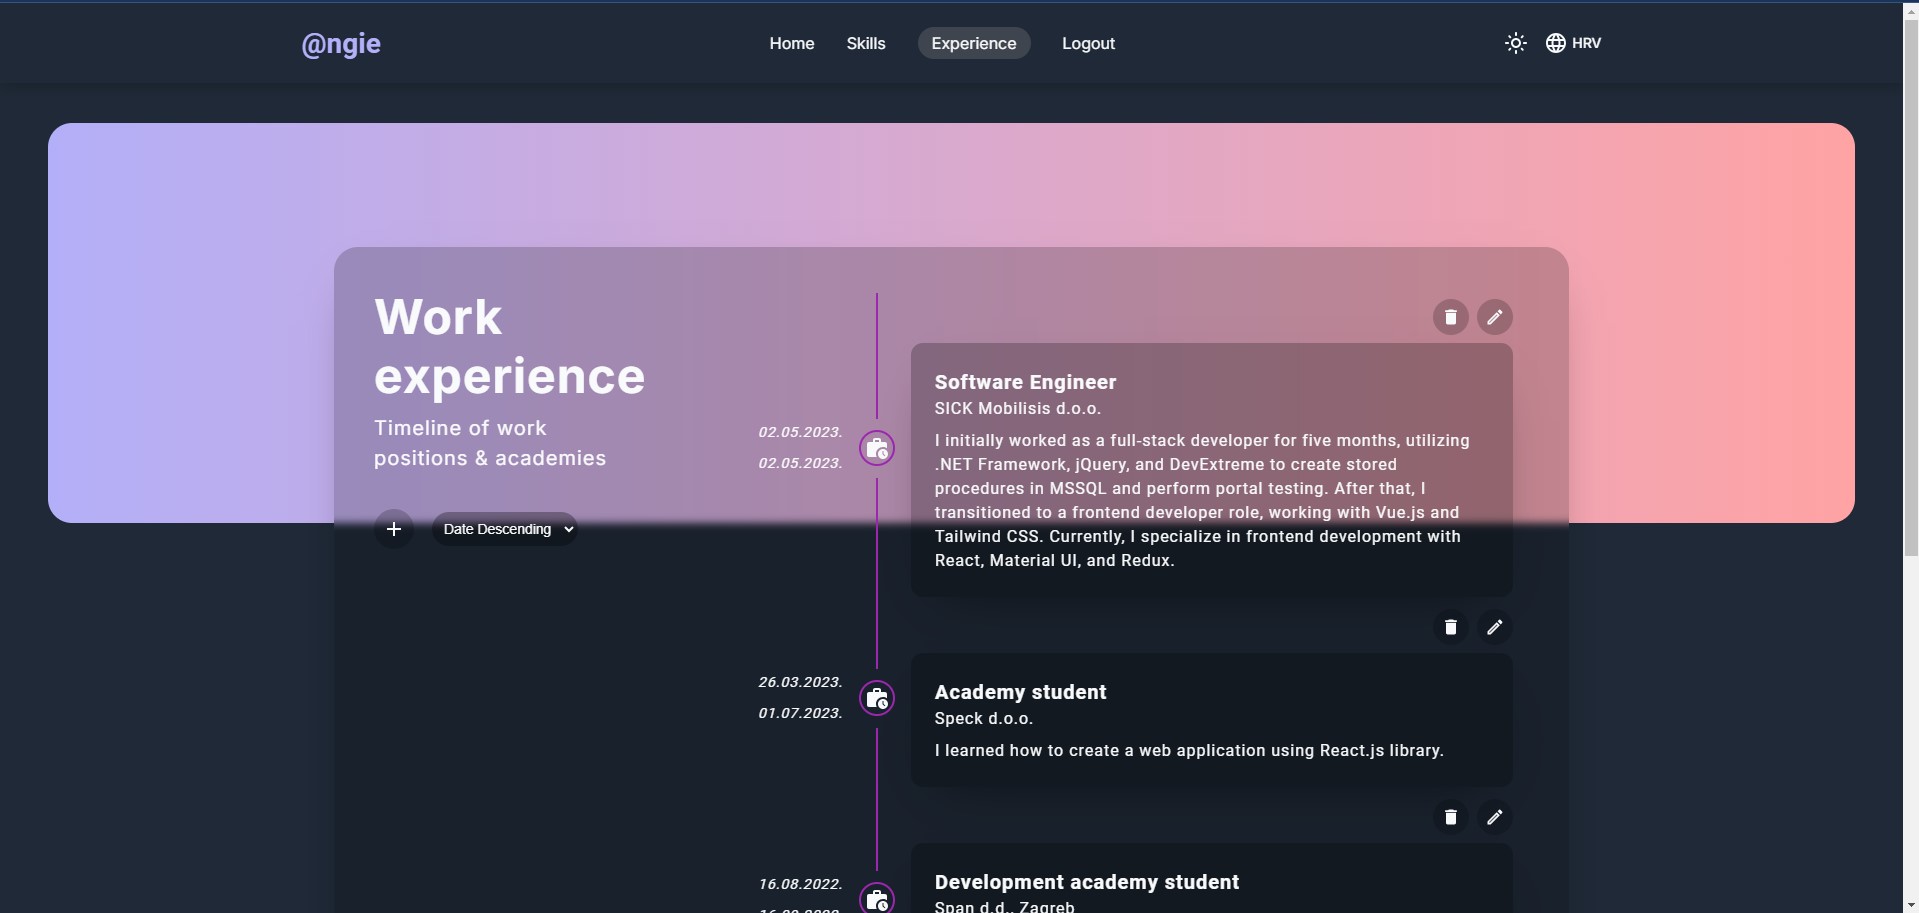 @ngie
Home
Skills
Experience
Logout
HRV
Work
experience
Timeline of work
positions & academies
Date Descending
02.05.2023.
02.05.2023.
Software Engineer
SICK Mobilisis d.o.o.
I initially worked as a full-stack developer for five months, utilizing
.NET Framework, jQuery, and DevExtreme to create stored
procedures in MSSQL and perform portal testing. After that, I
transitioned to a frontend developer role, working with Vue.js and
Tailwind CSS. Currently, I specialize in frontend development with
React, Material UI, and Redux.
26.03.2023.
01.07.2023.
Academy student
Speck d.o.o.
I learned how to create a web application using React.js library.
16.08.2022.
Development academy student
Span d.d., Zagreb